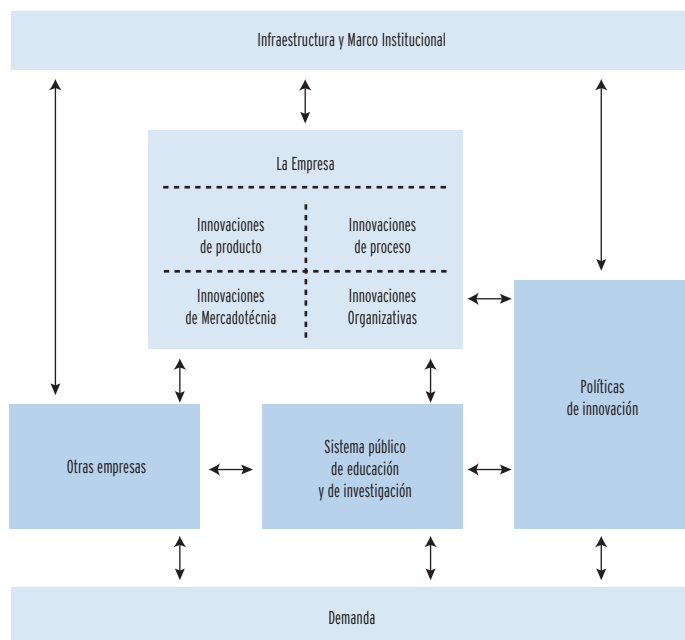 Infraestructura y Marco Institucional
La Empresa
Innovaciones
de producto
Innovaciones
de proceso
Innovaciones
de Mercadotécnia
Innovaciones
Organizativas
Políticas
de innovación
Otras empresas
Sistema público
de educación
y de investigación
Demanda